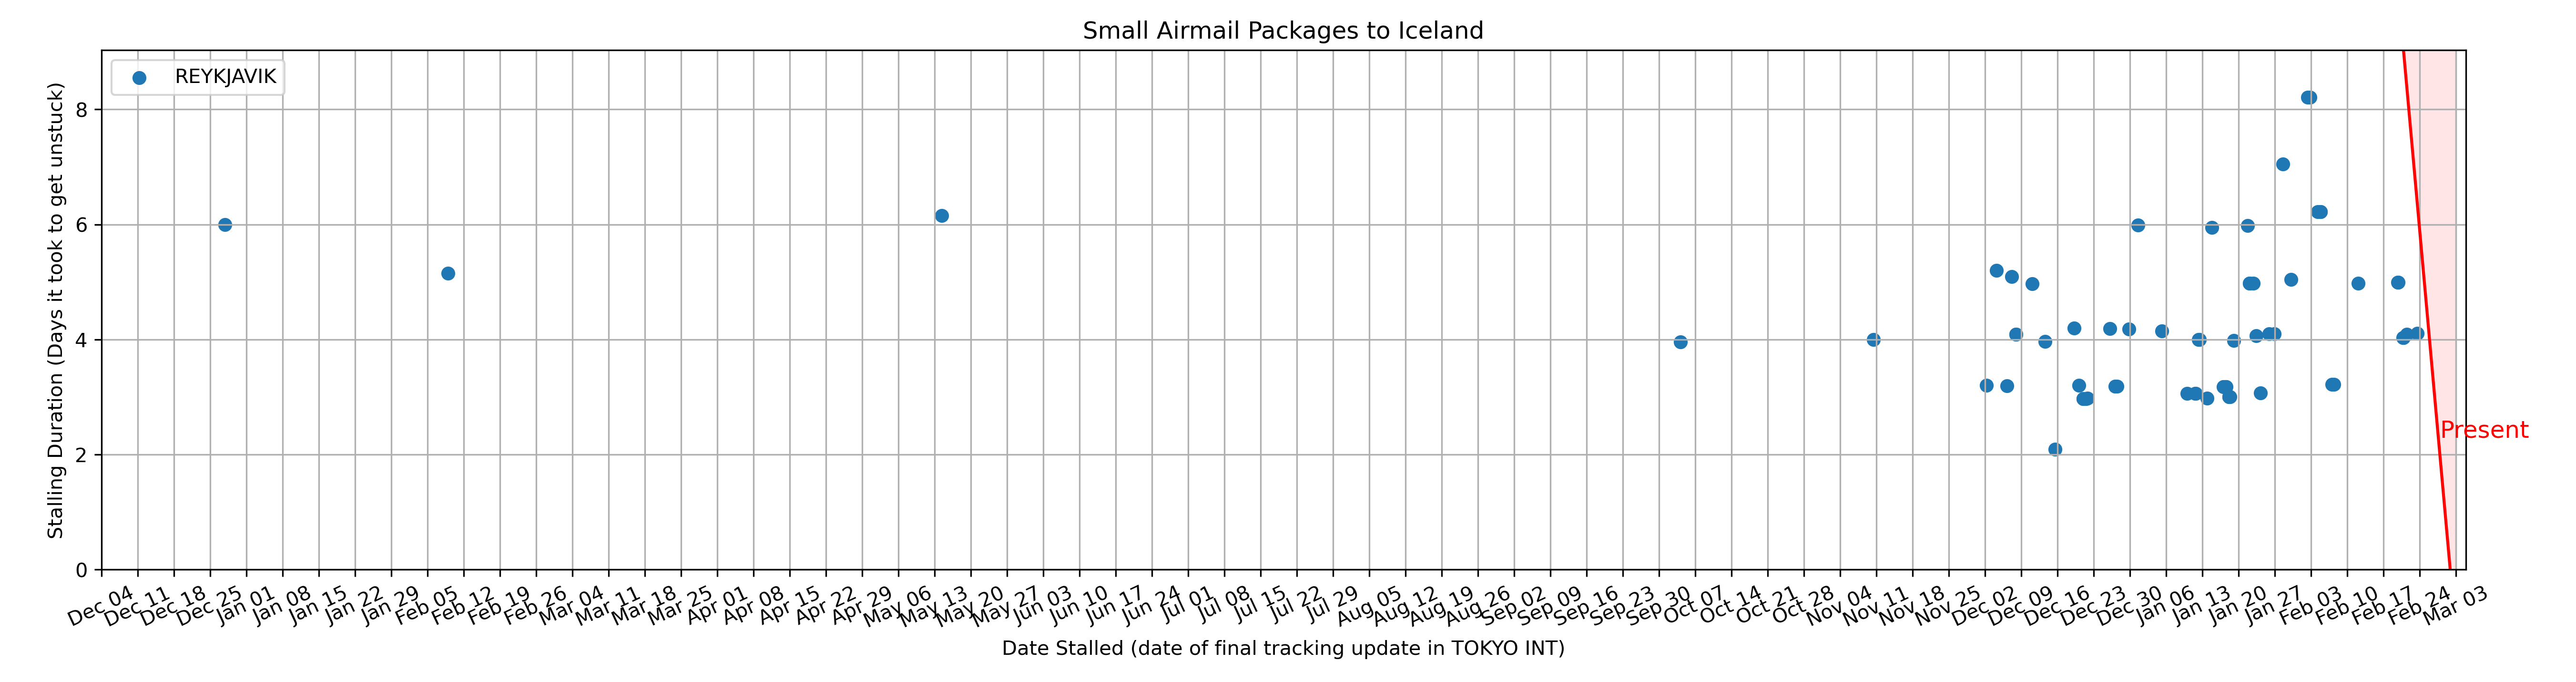 Small Airmail Packages to Iceland
REYKJAVIK
Stalling Duration (Days it took to get unstuck)
8
6
4
2
0
Present
Dec 04 Dec 11 Dec 18 Dec 25 Jan 01 Jan 08 Jan 15 Jan 22 Jan 29 Feb 05 Feb 12 Feb 19 Feb 26 Mar 04 Mar 11 Mar 18 Mar 25 Apr 01 Apr 08 Apr 15 Apr 22 Apr 29 May 06 May 13 May 20 May 27 Jun 03 Jun 10 Jun 17 Jun 24 Jul 01 Jul 08 Jul 15 Jul 22 Jul 29 Aug 05 Aug 12 Aug 19 Aug 26 Sep 02 Sep 09 Sep 16 Sep 23 Sep 30 Oct 07 Oct 14 Oct 21 Oct 28 Nov 04 Nov 11 Nov 18 Nov 25 Dec 02 Dec 09 Dec 16 Dec 23 Dec 30 Jan 06 Jan 13 Jan 20 Jan 27 Feb 03 Feb 10 Feb 17 Feb 24 Mar 03
Date Stalled (date of final tracking update in TOKYO INT)